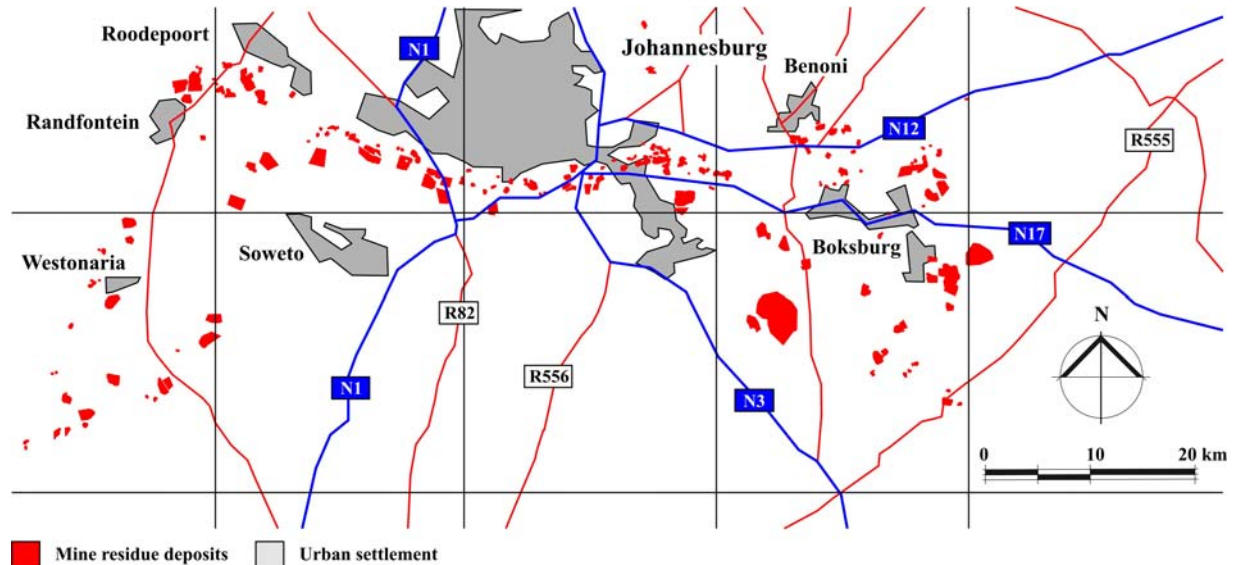 Roodepoort
N1
Johannesburg
Benoni
Randfontein
N12
R555
Westonaria
Soweto
Boksburg
N17
R82
N
R556
N1
N3
0 10 20 km
Mine residue deposits
Urban settlement